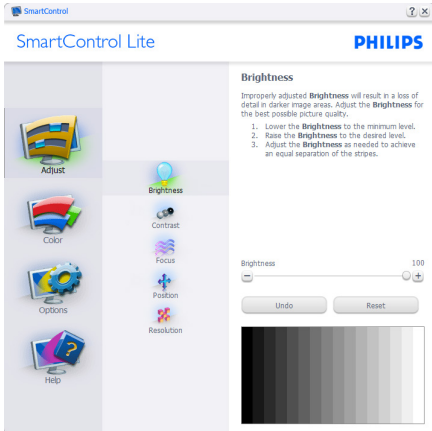 SmartControl
? ×
SmartControl Lite
PHILIPS
Adjust
Color
Options
Help
Brightness
Contrast
Focus
Position
Resolution
Brightness
Improperly adjusted Brightness will result in a loss of
detail in darker image areas. Adjust the Brightness for
the best possible picture quality.
1. Lower the Brightness to the minimum level.
2. Raise the Brightness to the desired level.
3. Adjust the Brightness as needed to achieve
an equal separation of the stripes.
Brightness 100
Undo Reset